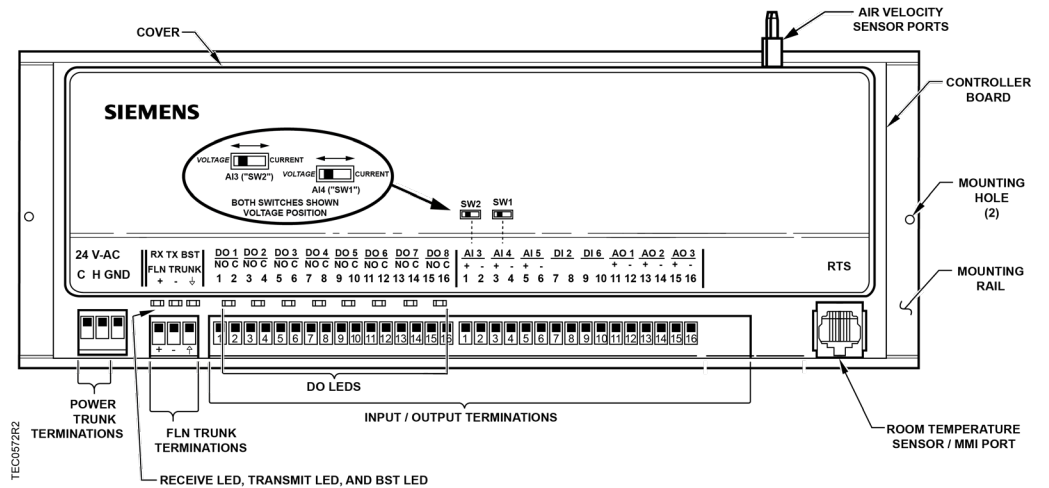 AIR VELOCITY
SENSOR PORTS
COVER
CONTROLLER
BOARD
SIEMENS
VOLTAGE CURRENT
AI3 ("SW2")
VOLTAGE CURRENT
AI4 ("SW1")
BOTH SWITCHES SHOWN
VOLTAGE POSITION
SW2 SW1
MOUNTING
HOLE
(2)
24 V-AC
C H GND
RX TX BST
FLN TRUNK
+ -
DO 1 DO 2 DO 3 DO 4 DO 5 DO 6 DO 7 DO 8
NO C NO C NO C NO C NO C NO C NO C NO C
1 2 3 4 5 6 7 8 9 10 11 12 13 14 15 16
AI 3 AI 4 AI 5 DI 2 DI 6 AO 1 AO 2 AO 3
+ - + - + - + - + - + -
1 2 3 4 5 6 7 8 9 10 11 12 13 14 15 16
RTS
MOUNTING
RAIL
+ -
1 2 3 4 5 6 7 8 9 10 11 12 13 14 15 16
1 2 3 4 5 6 7 8 9 10 11 12 13 14 15 16
DO LEDS
POWER
TRUNK
TERMINATIONS
FLN TRUNK
TERMINATIONS
INPUT / OUTPUT TERMINATIONS
ROOM TEMPERATURE
SENSOR / MMI PORT
RECEIVE LED, TRANSMIT LED, AND BST LED
TEC0572R2